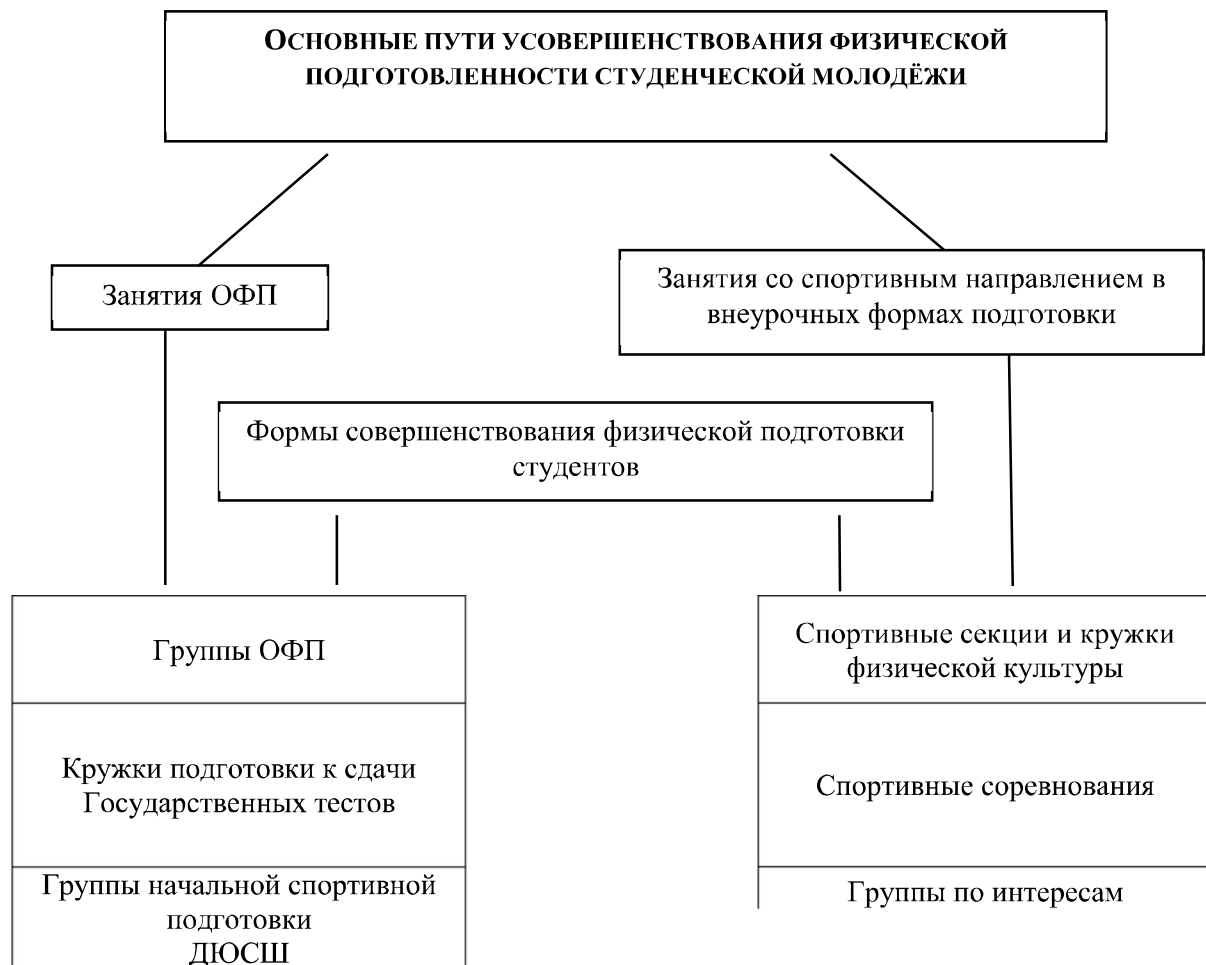 ОСНОВНЫЕ ПУТИ УСОВЕРШЕНСТВОВАНИЯ ФИЗИЧЕСКОЙ
ПОДГОТОВЛЕННОСТИ СТУДЕНЧЕСКОЙ МОЛОДЁЖИ
Занятия ОФП
Занятия со спортивным направлением в
внеурочных формах подготовки
Формы совершенствования физической подготовки
студентов
Группы ОФП
Кружки подготовки к сдачи
Государственных тестов
Группы начальной спортивной
подготовки
ДЮСШ
Спортивные секции и кружки
физической культуры
Спортивные соревнования
Группы по интересам